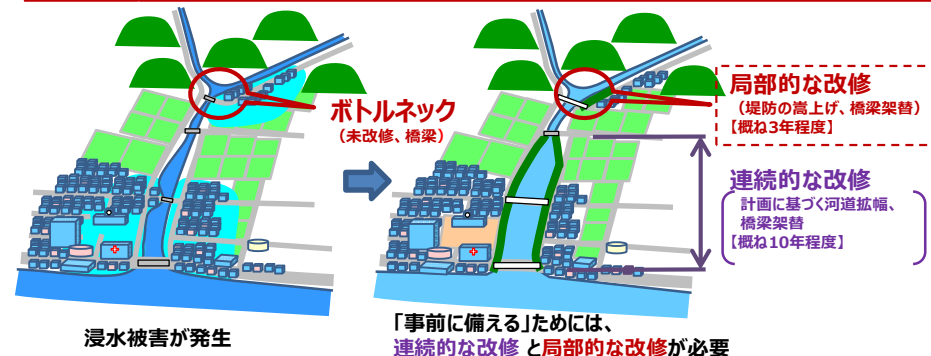 ボトルネック
（未改修、橋梁）
浸水被害が発生
局部的な改修
（堤防の嵩上げ、橋梁架替）
【概ね3年程度】
連続的な改修
計画に基づく河道拡幅、
橋梁架替
【概ね10年程度】
「事前に備える」ためには、
連続的な改修 と局部的な改修が必要